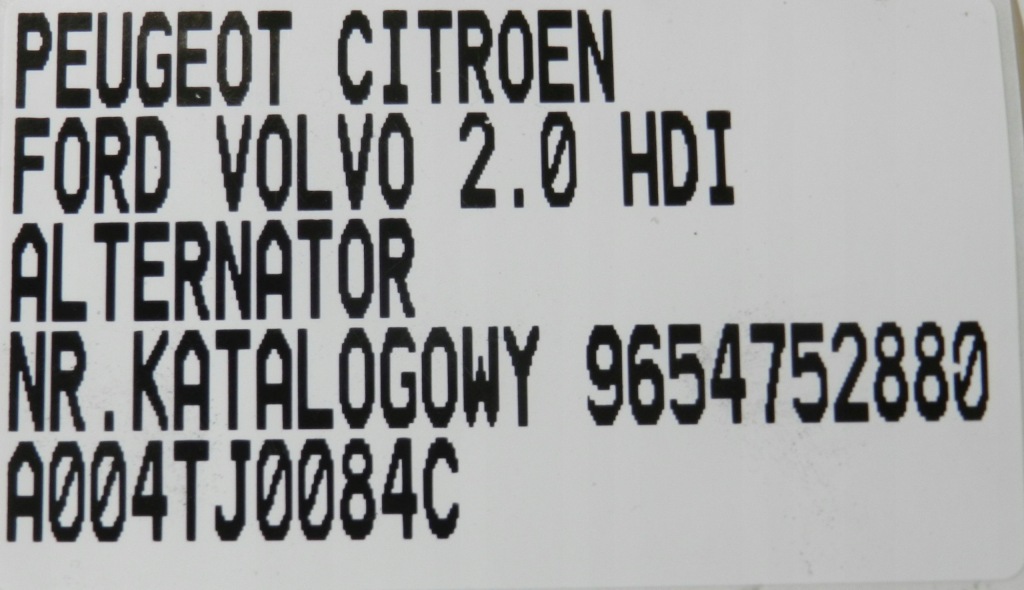 PEUGEOT CITROEN
FORD VOLVO 2.0 HDI
ALTERNATOR
NR.KATALOGOWY 9654752880
A004TJ0084C